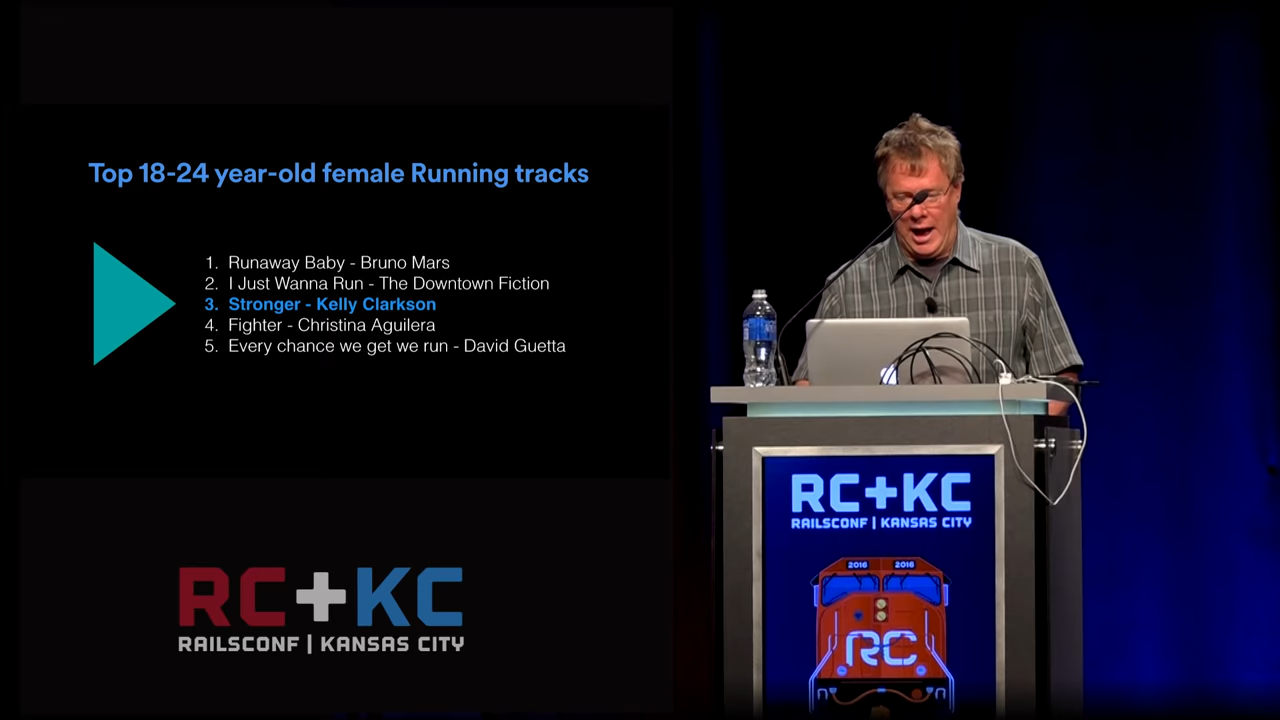 Top 18-24 year-old female Running tracks
1. Runaway Baby - Bruno Mars
2. I Just Wanna Run - The Downtown Fiction
3. Stronger - Kelly Clarkson
4. Fighter - Christina Aguilera
5. Every chance we get we run - David Guetta
RC+KC
RAILSCONF | KANSAS CITY
RC+KC
RAILSCONF | KANSAS CITY
2016 2016
RC